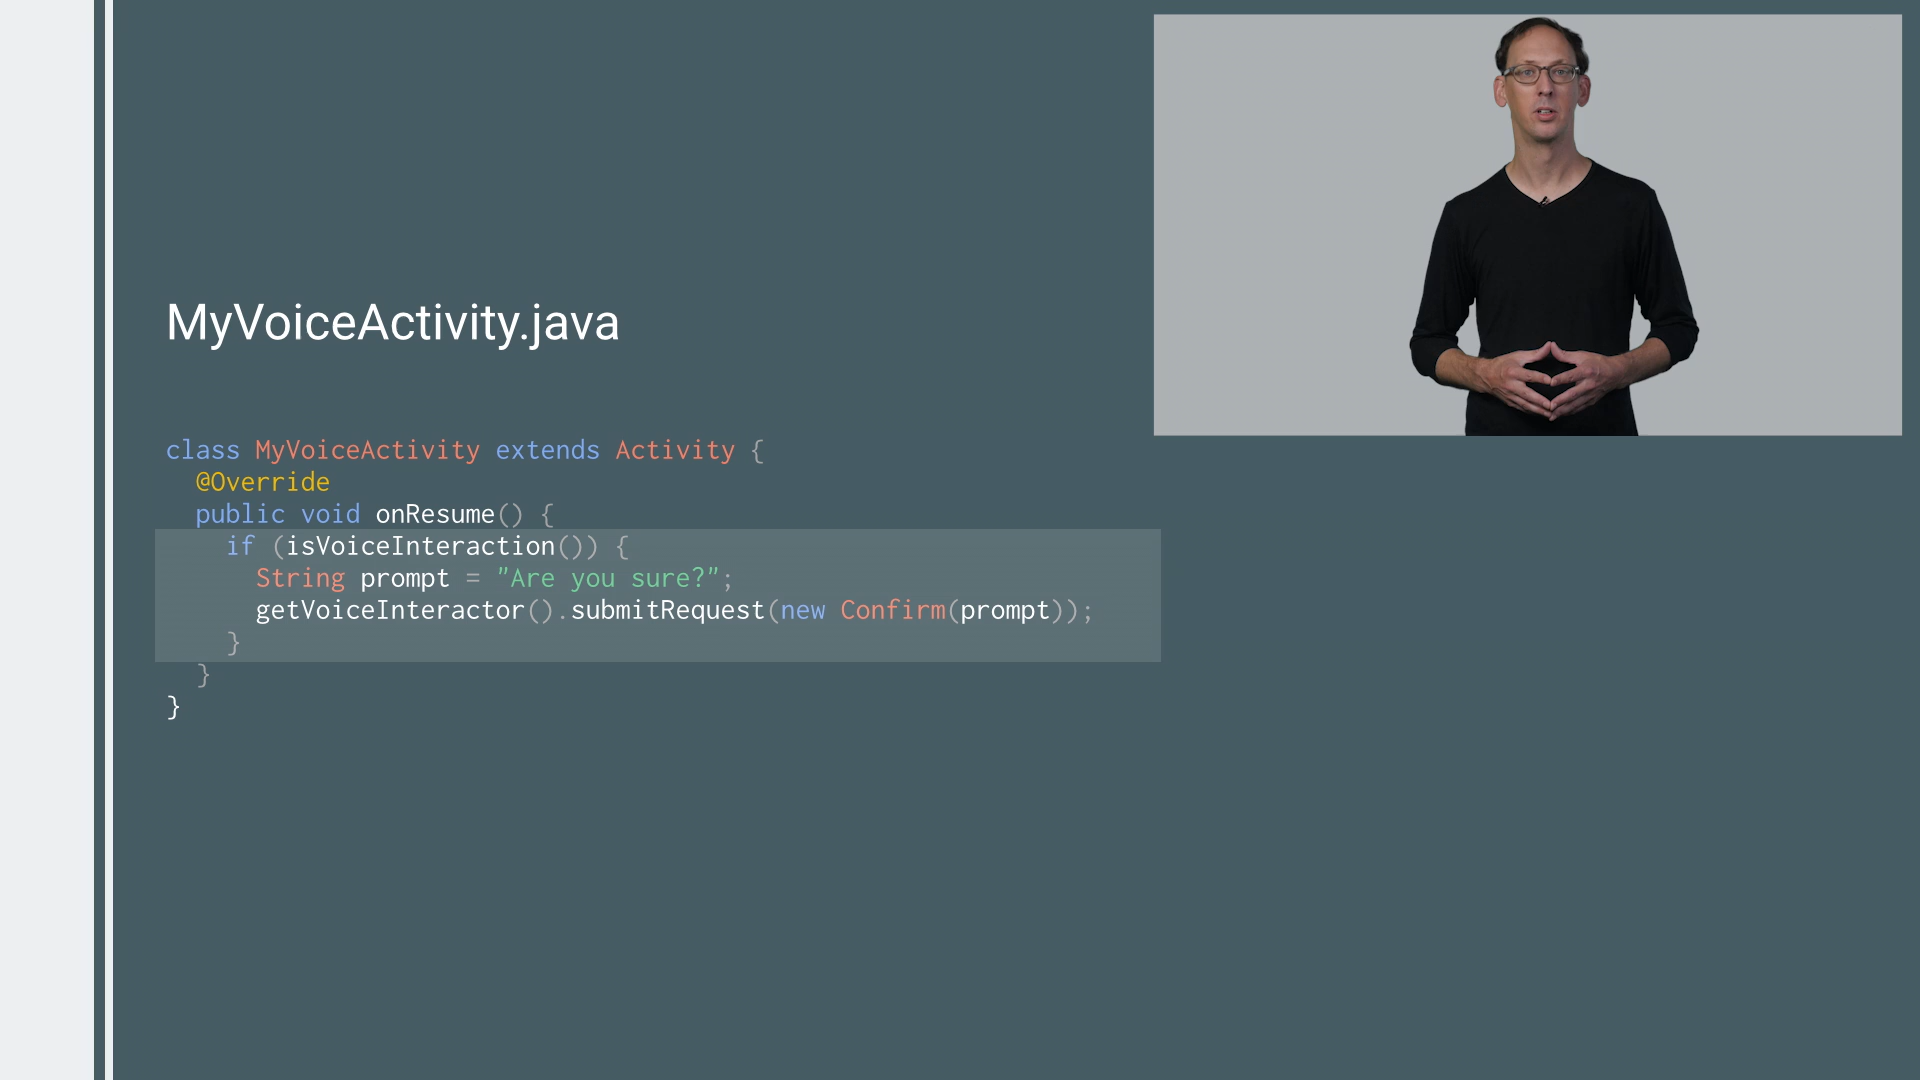 MyVoiceActivity.java
class MyVoiceActivity extends Activity {
  @Override
  public void onResume() {
    if (isVoiceInteraction()) {
      String prompt = "Are you sure?";
      getVoiceInteractor().submitRequest(new Confirm(prompt));
    }
  }
}